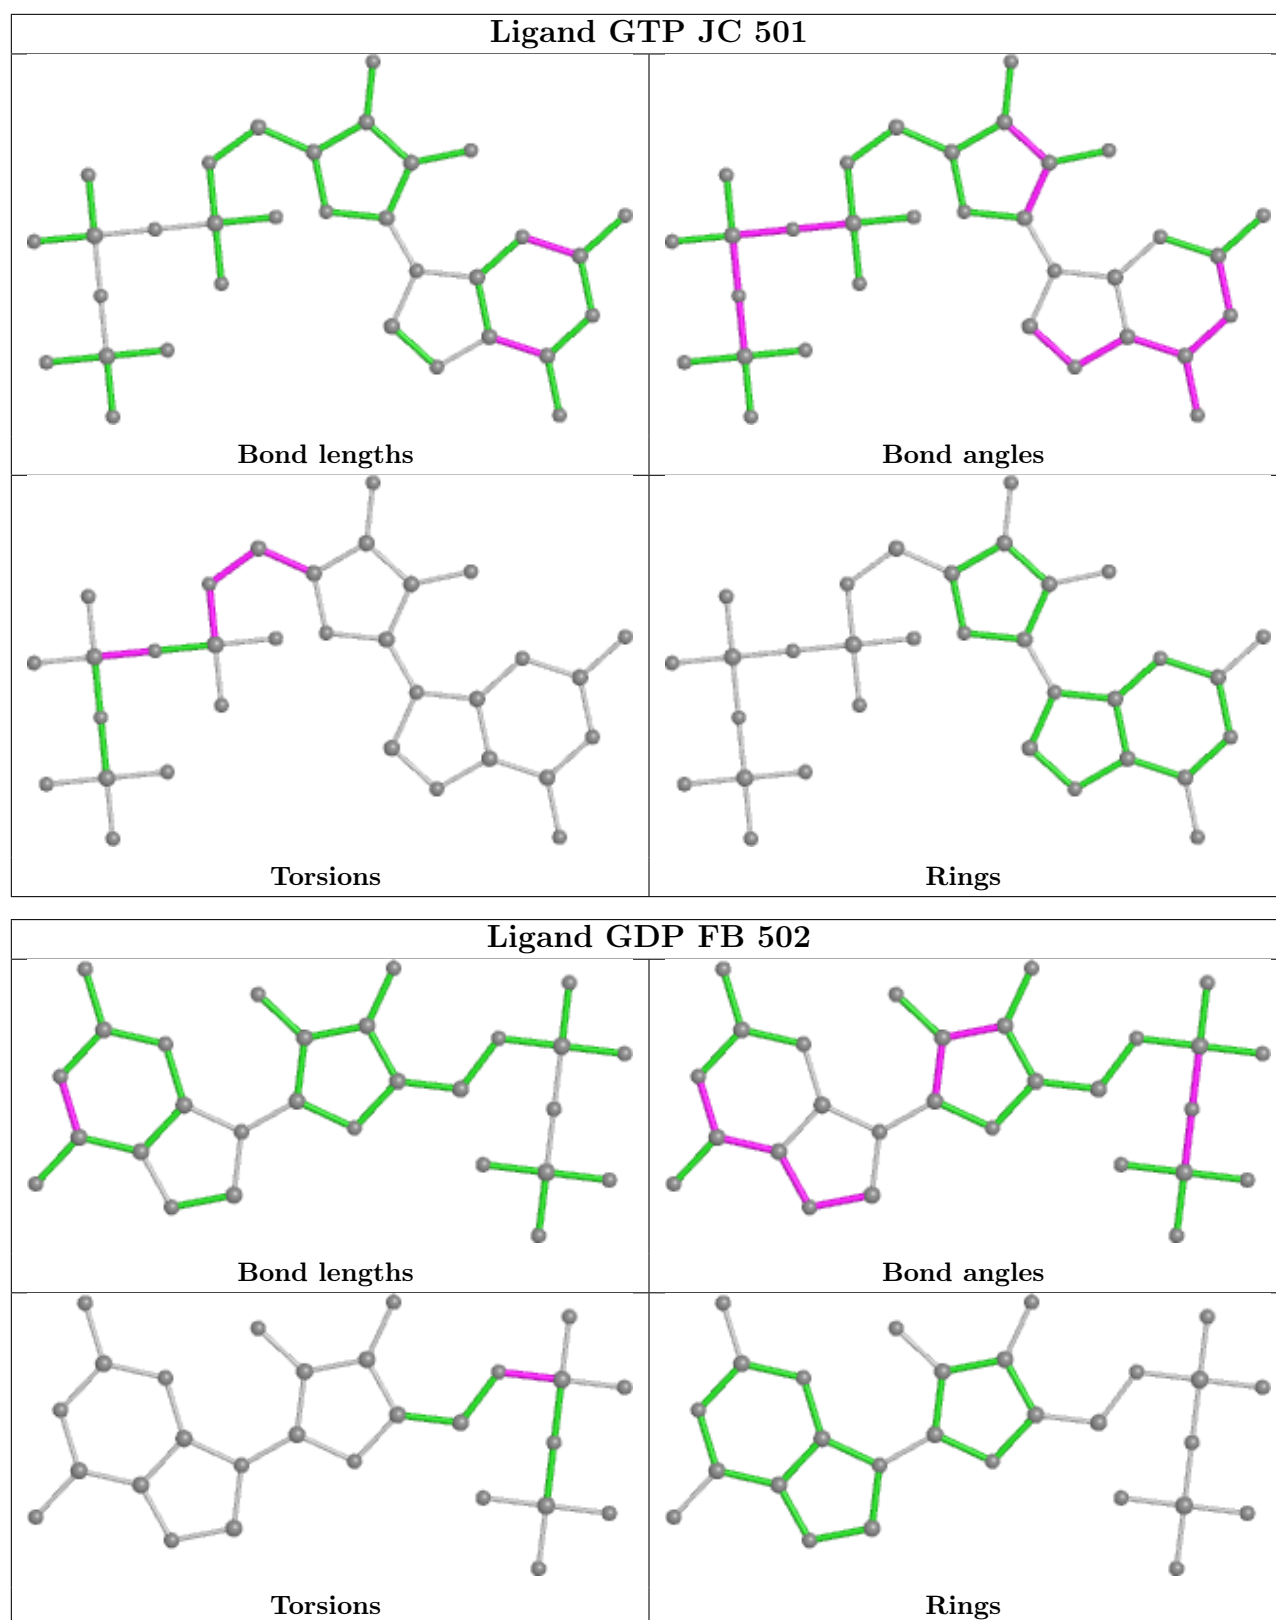 Ligand GTP JC 501
Bond lengths
Bond angles
Torsions
Rings
Ligand GDP FB 502
Bond lengths
Bond angles
Torsions
Rings